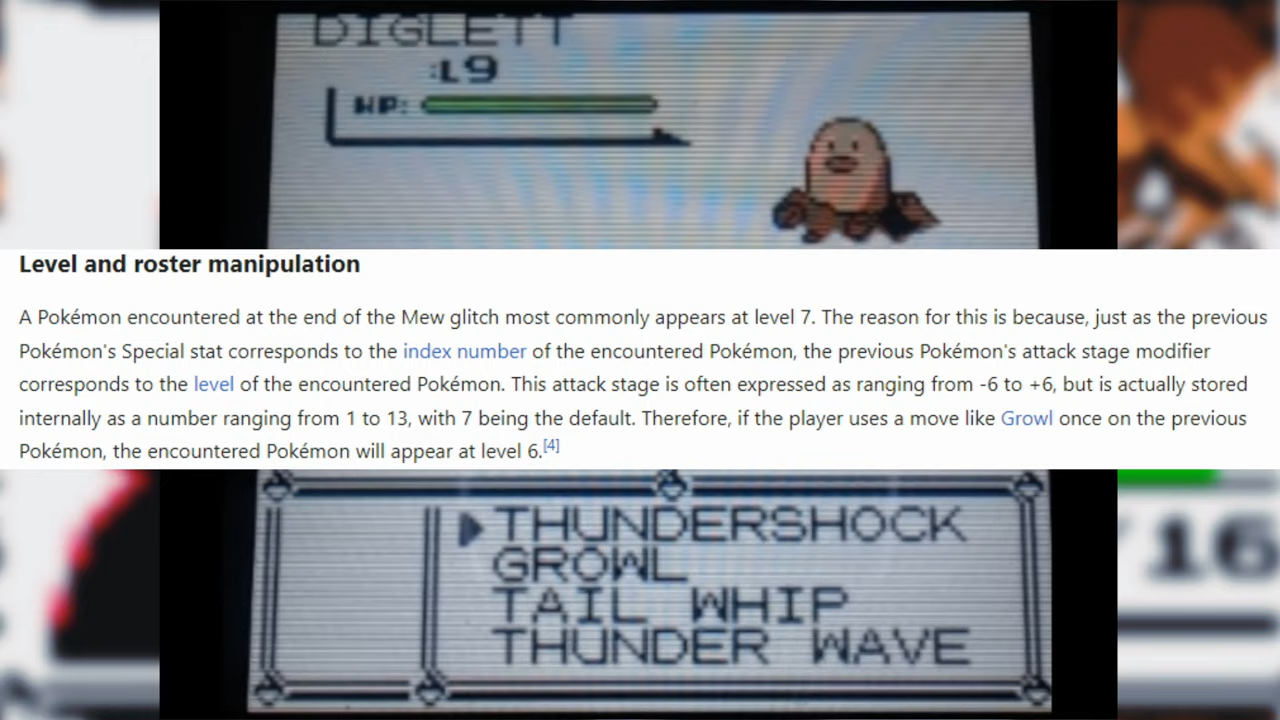 DIGLETT
:L9
HP:
Level and roster manipulation
A Pokémon encountered at the end of the Mew glitch most commonly appears at level 7. The reason for this is because, just as the previous
Pokémon's Special stat corresponds to the index number of the encountered Pokémon, the previous Pokémon's attack stage modifier
corresponds to the level of the encountered Pokémon. This attack stage is often expressed as ranging from -6 to +6, but is actually stored
internally as a number ranging from 1 to 13, with 7 being the default. Therefore, if the player uses a move like Growl once on the previous
Pokémon, the encountered Pokémon will appear at level 6.[4]
THUNDERSHOCK
GROWL
16
TAIL WHIP
THUNDER WAVE